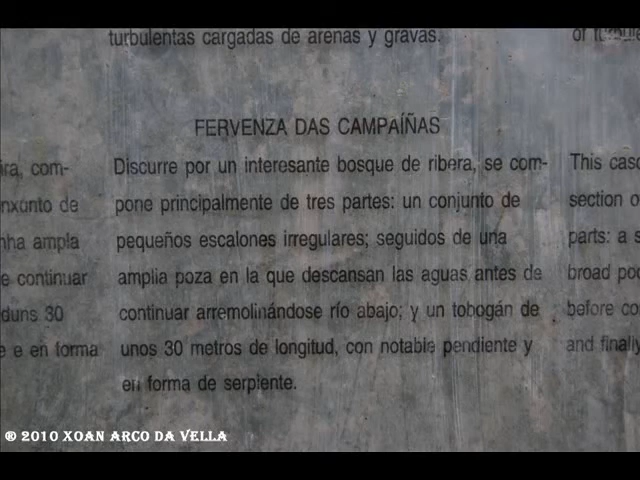 turbulentas cargadas de arenas y gravas.
of
FERVENZA DAS CAMPAÍÑAS
ira, com-
nxunto de
nha ampla
e continuar
duns 30
e e en forma
Discurre por un interesante bosque de ribera, se com-
pone principalmente de tres partes: un conjunto de
pequeños escalones irregulares; seguidos de una
amplia poza en la que descansan las aguas antes de
continuar arremolinándose río abajo; y un tobogán de
unos 30 metros de longitud, con notable pendiente y
en forma de serpiente.
This casc
section o
parts: a s
broad poo
before co
and finally
® 2010 XOAN ARCO DA VELLA